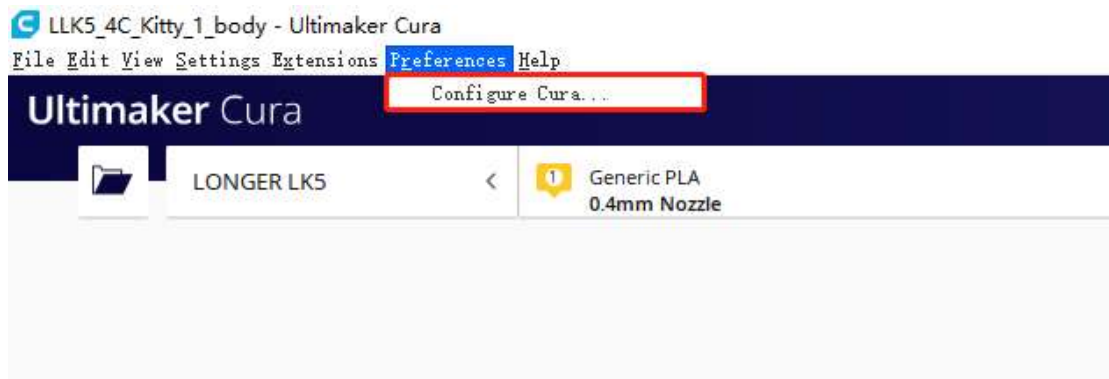 LLK5_4C_Kitty_1_body - Ultimaker Cura
File Edit View Settings Extensions Preferences Help
Configure Cura...
Ultimaker Cura
LONGER LK5 <
1 Generic PLA
0.4mm Nozzle